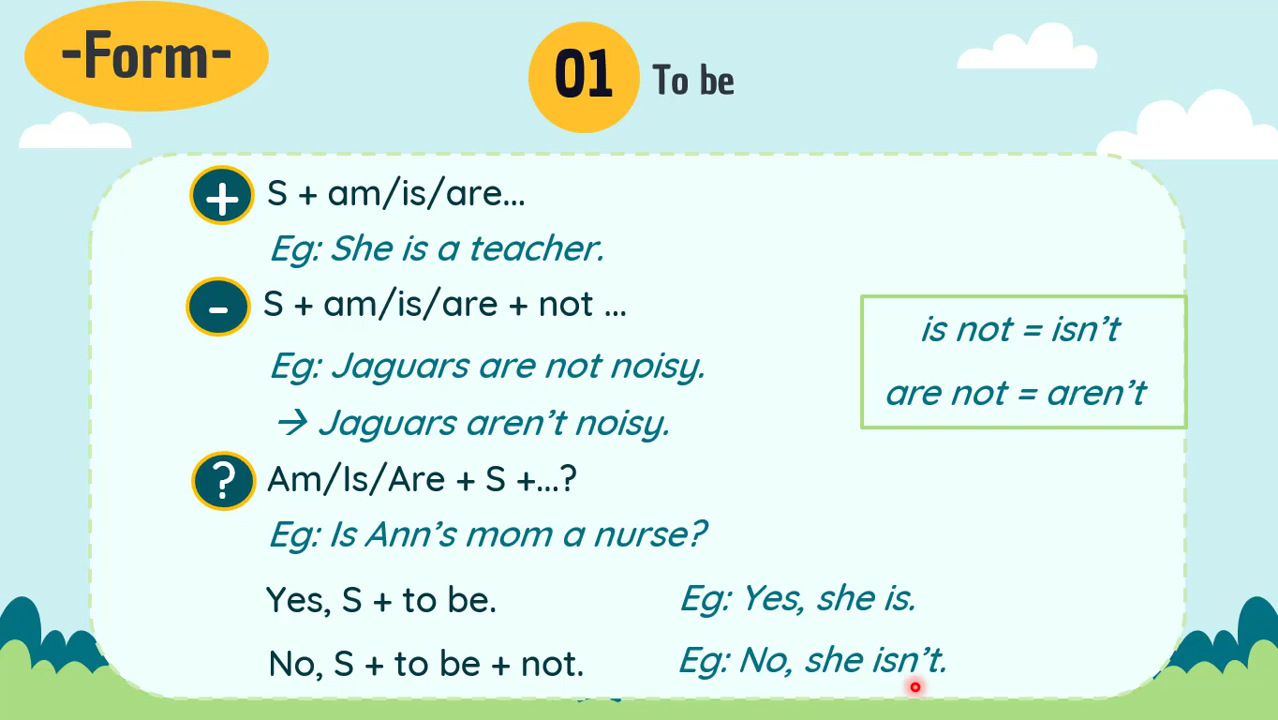 -Form-
01 To be
+ S + am/is/are...
Eg: She is a teacher.
- S + am/is/are + not ...
Eg: Jaguars are not noisy.
→ Jaguars aren’t noisy.
is not = isn’t
are not = aren’t
? Am/Is/Are + S +...?
Eg: Is Ann’s mom a nurse?
Yes, S + to be.
Eg: Yes, she is.
No, S + to be + not.
Eg: No, she isn’t.